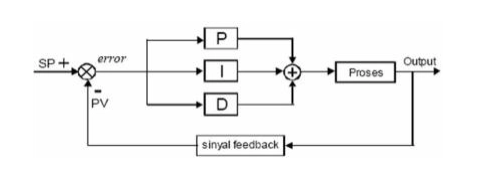 SP + error
P
I
D
+
Proses
Output
-
PV
sinyal feedback